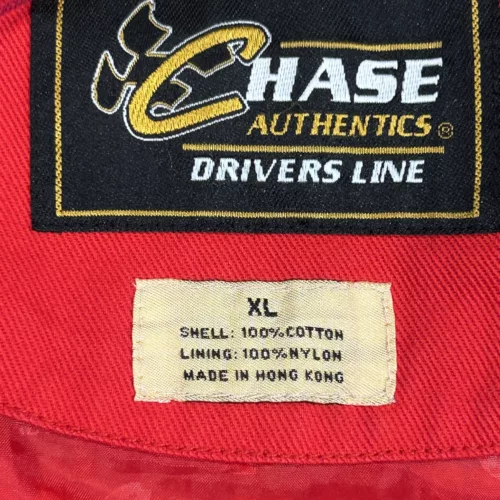 CHASE
AUTHENTICS®
DRIVERS LINE
XL
SHELL: 100% COTTON
LINING: 100% NYLON
MADE IN HONG KONG